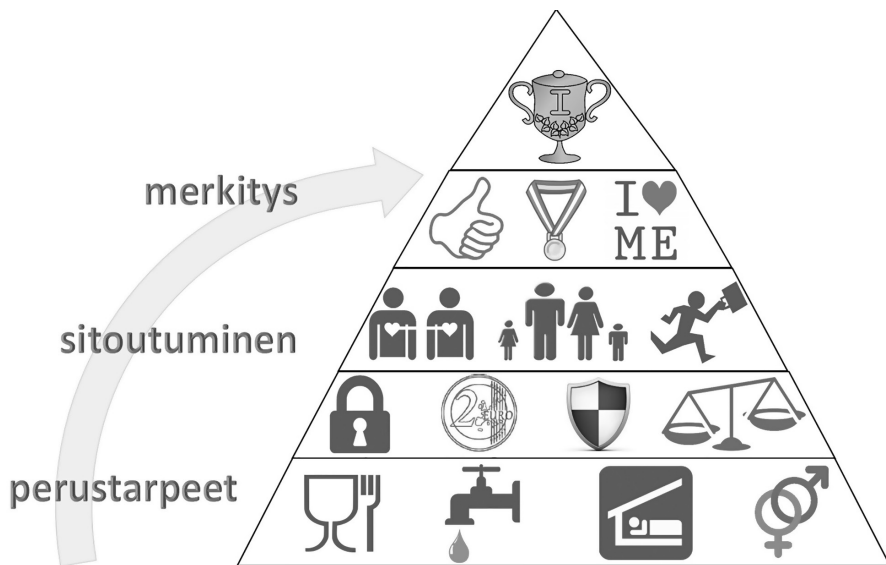 I
merkitys
I ♥
ME
sitoutuminen
2 EURO
perustarpeet